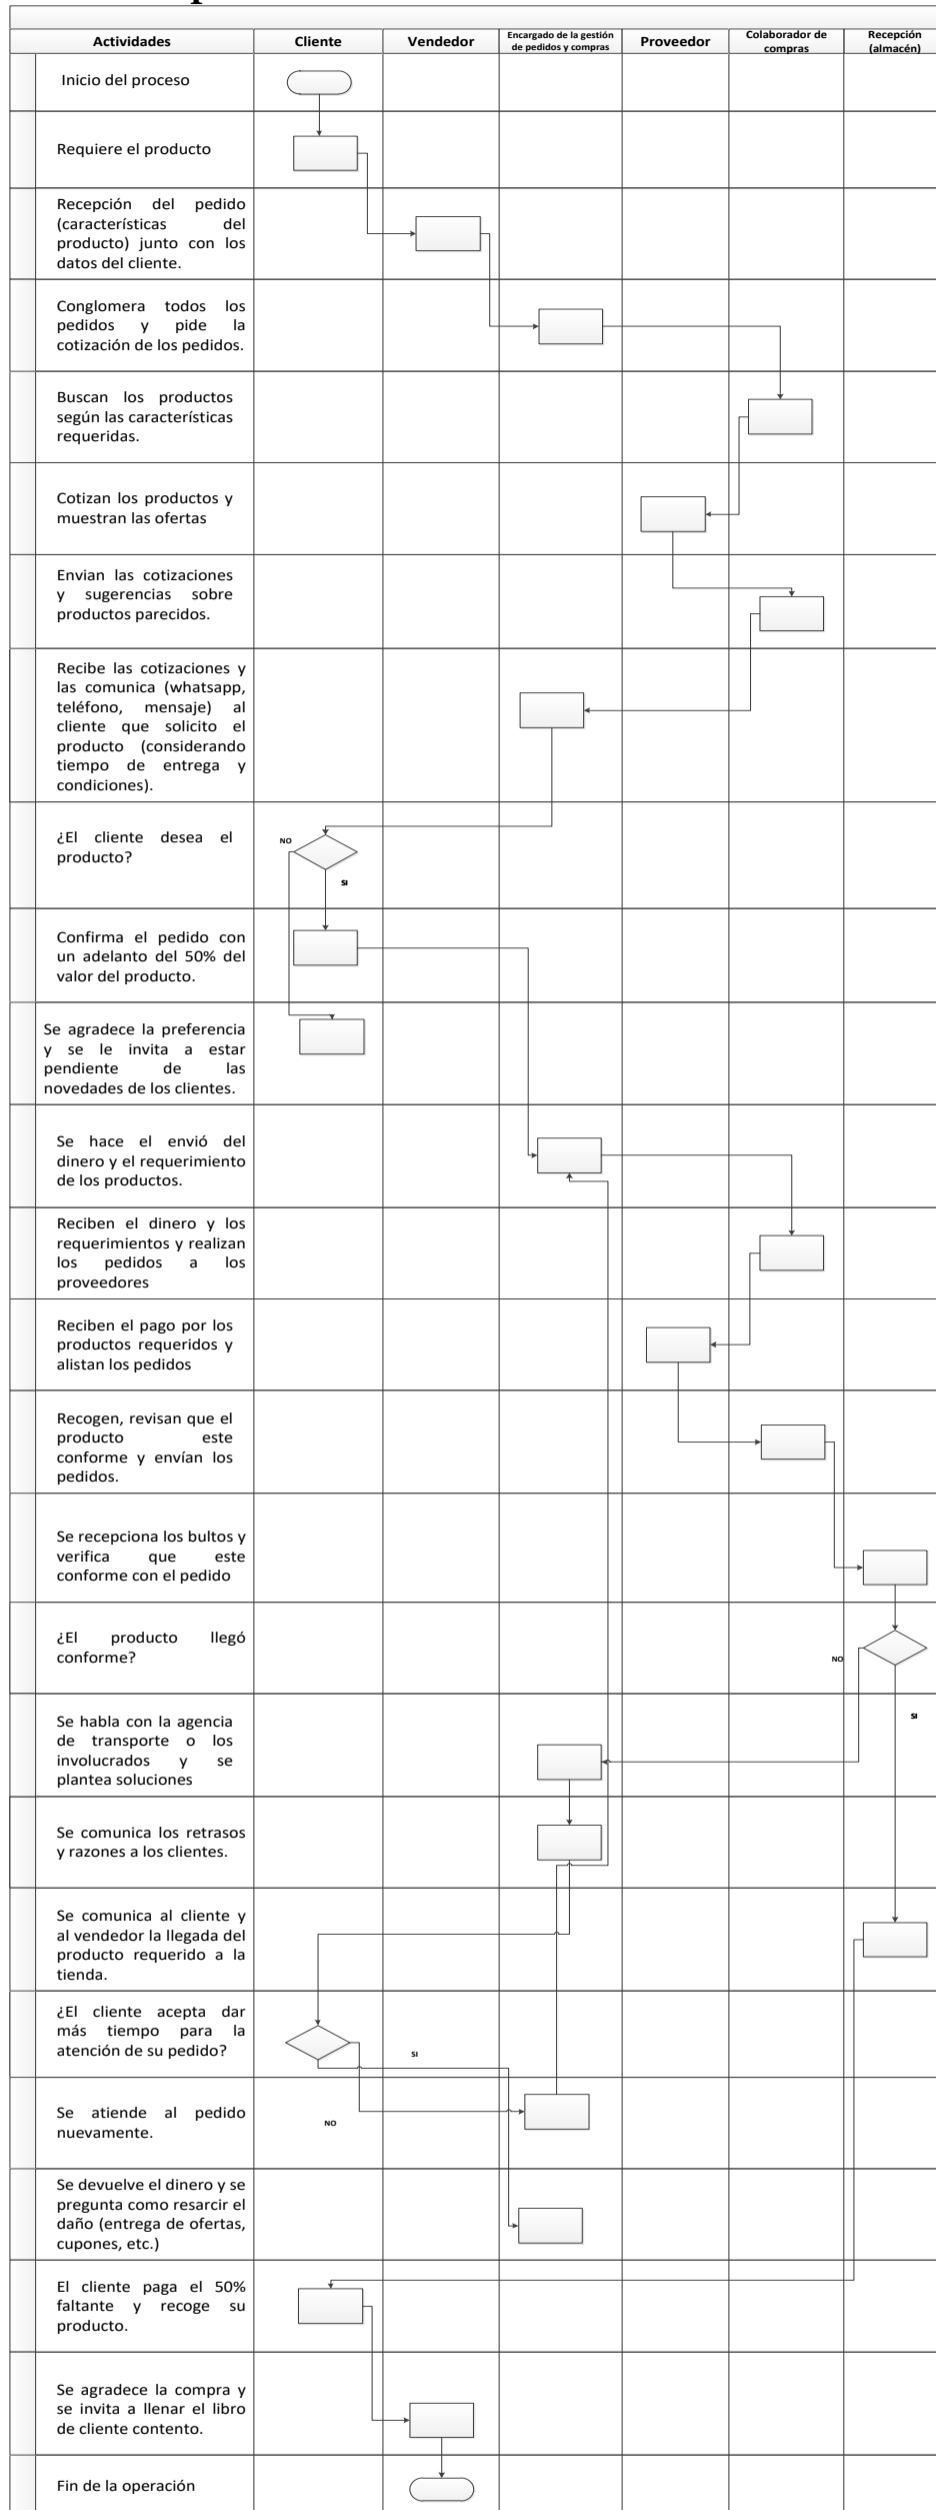 Actividades
Cliente
Vendedor
Encargado de la gestión
de pedidos y compras
Proveedor
Colaborador de
compras
Recepción
(almacén)
Inicio del proceso
Requiere el producto
Recepción del pedido
(características del
producto) junto con los
datos del cliente.
Conglomera todos los
pedidos y pide la
cotización de los pedidos.
Buscan los productos
según las características
requeridas.
Cotizan los productos y
muestran las ofertas
Envian las cotizaciones
y sugerencias sobre
productos parecidos.
Recibe las cotizaciones y
las comunica (whatsapp,
teléfono, mensaje) al
cliente que solicito el
producto (considerando
tiempo de entrega y
condiciones).
¿El cliente desea el
producto?
NO
SI
Confirma el pedido con
un adelanto del 50% del
valor del producto.
Se agradece la preferencia
y se le invita a estar
pendiente de las
novedades de los clientes.
Se hace el envió del
dinero y el requerimiento
de los productos.
Reciben el dinero y los
requerimientos y realizan
los pedidos a los
proveedores
Reciben el pago por los
productos requeridos y
alistan los pedidos
Recogen, revisan que el
producto este
conforme y envían los
pedidos.
Se recepciona los bultos y
verifica que este
conforme con el pedido
¿El producto llegó
conforme?
NO
SI
Se habla con la agencia
de transporte o los
involucrados y se
plantea soluciones
Se comunica los retrasos
y razones a los clientes.
Se comunica al cliente y
al vendedor la llegada del
producto requerido a la
tienda.
¿El cliente acepta dar
más tiempo para la
atención de su pedido?
SI
Se atiende al pedido
nuevamente.
NO
Se devuelve el dinero y se
pregunta como resarcir el
daño (entrega de ofertas,
cupones, etc.)
El cliente paga el 50%
faltante y recoge su
producto.
Se agradece la compra y
se invita a llenar el libro
de cliente contento.
Fin de la operación